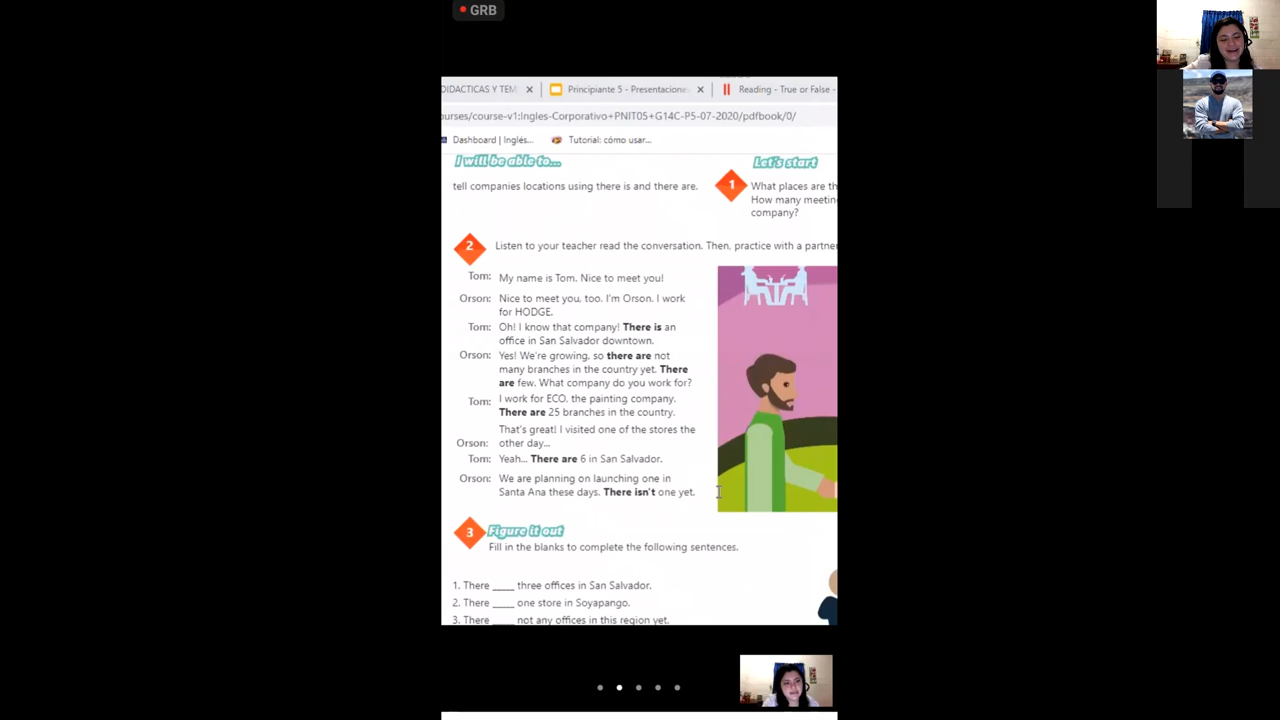 GRB
DIDACTICAS Y TEM
Principiante 5 - Presentaciones
Reading - True or False -
ourses/course-v1:Ingles-Corporativo+PNIT05+G14C-P5-07-2020/pdfbook/0/
Dashboard | Inglés...
Tutorial: cómo usar...
I will be able to...
tell companies locations using there is and there are.
Let's start
1
What places are th
How many meetin
company?
2
Listen to your teacher read the conversation. Then, practice with a partne
Tom: My name is Tom. Nice to meet you!
Orson: Nice to meet you, too. I'm Orson. I work
for HODGE.
Tom: Oh! I know that company! There is an
office in San Salvador downtown.
Orson: Yes! We're growing, so there are not
many branches in the country yet. There
are few. What company do you work for?
Tom: I work for ECO, the painting company.
There are 25 branches in the country.
That's great! I visited one of the stores the
Orson: other day...
Tom: Yeah... There are 6 in San Salvador.
Orson: We are planning on launching one in
Santa Ana these days. There isn't one yet.
3
Figure it out
Fill in the blanks to complete the following sentences.
1. There _____ three offices in San Salvador.
2. There _____ one store in Soyapango.
3. There _____ not any offices in this region yet.